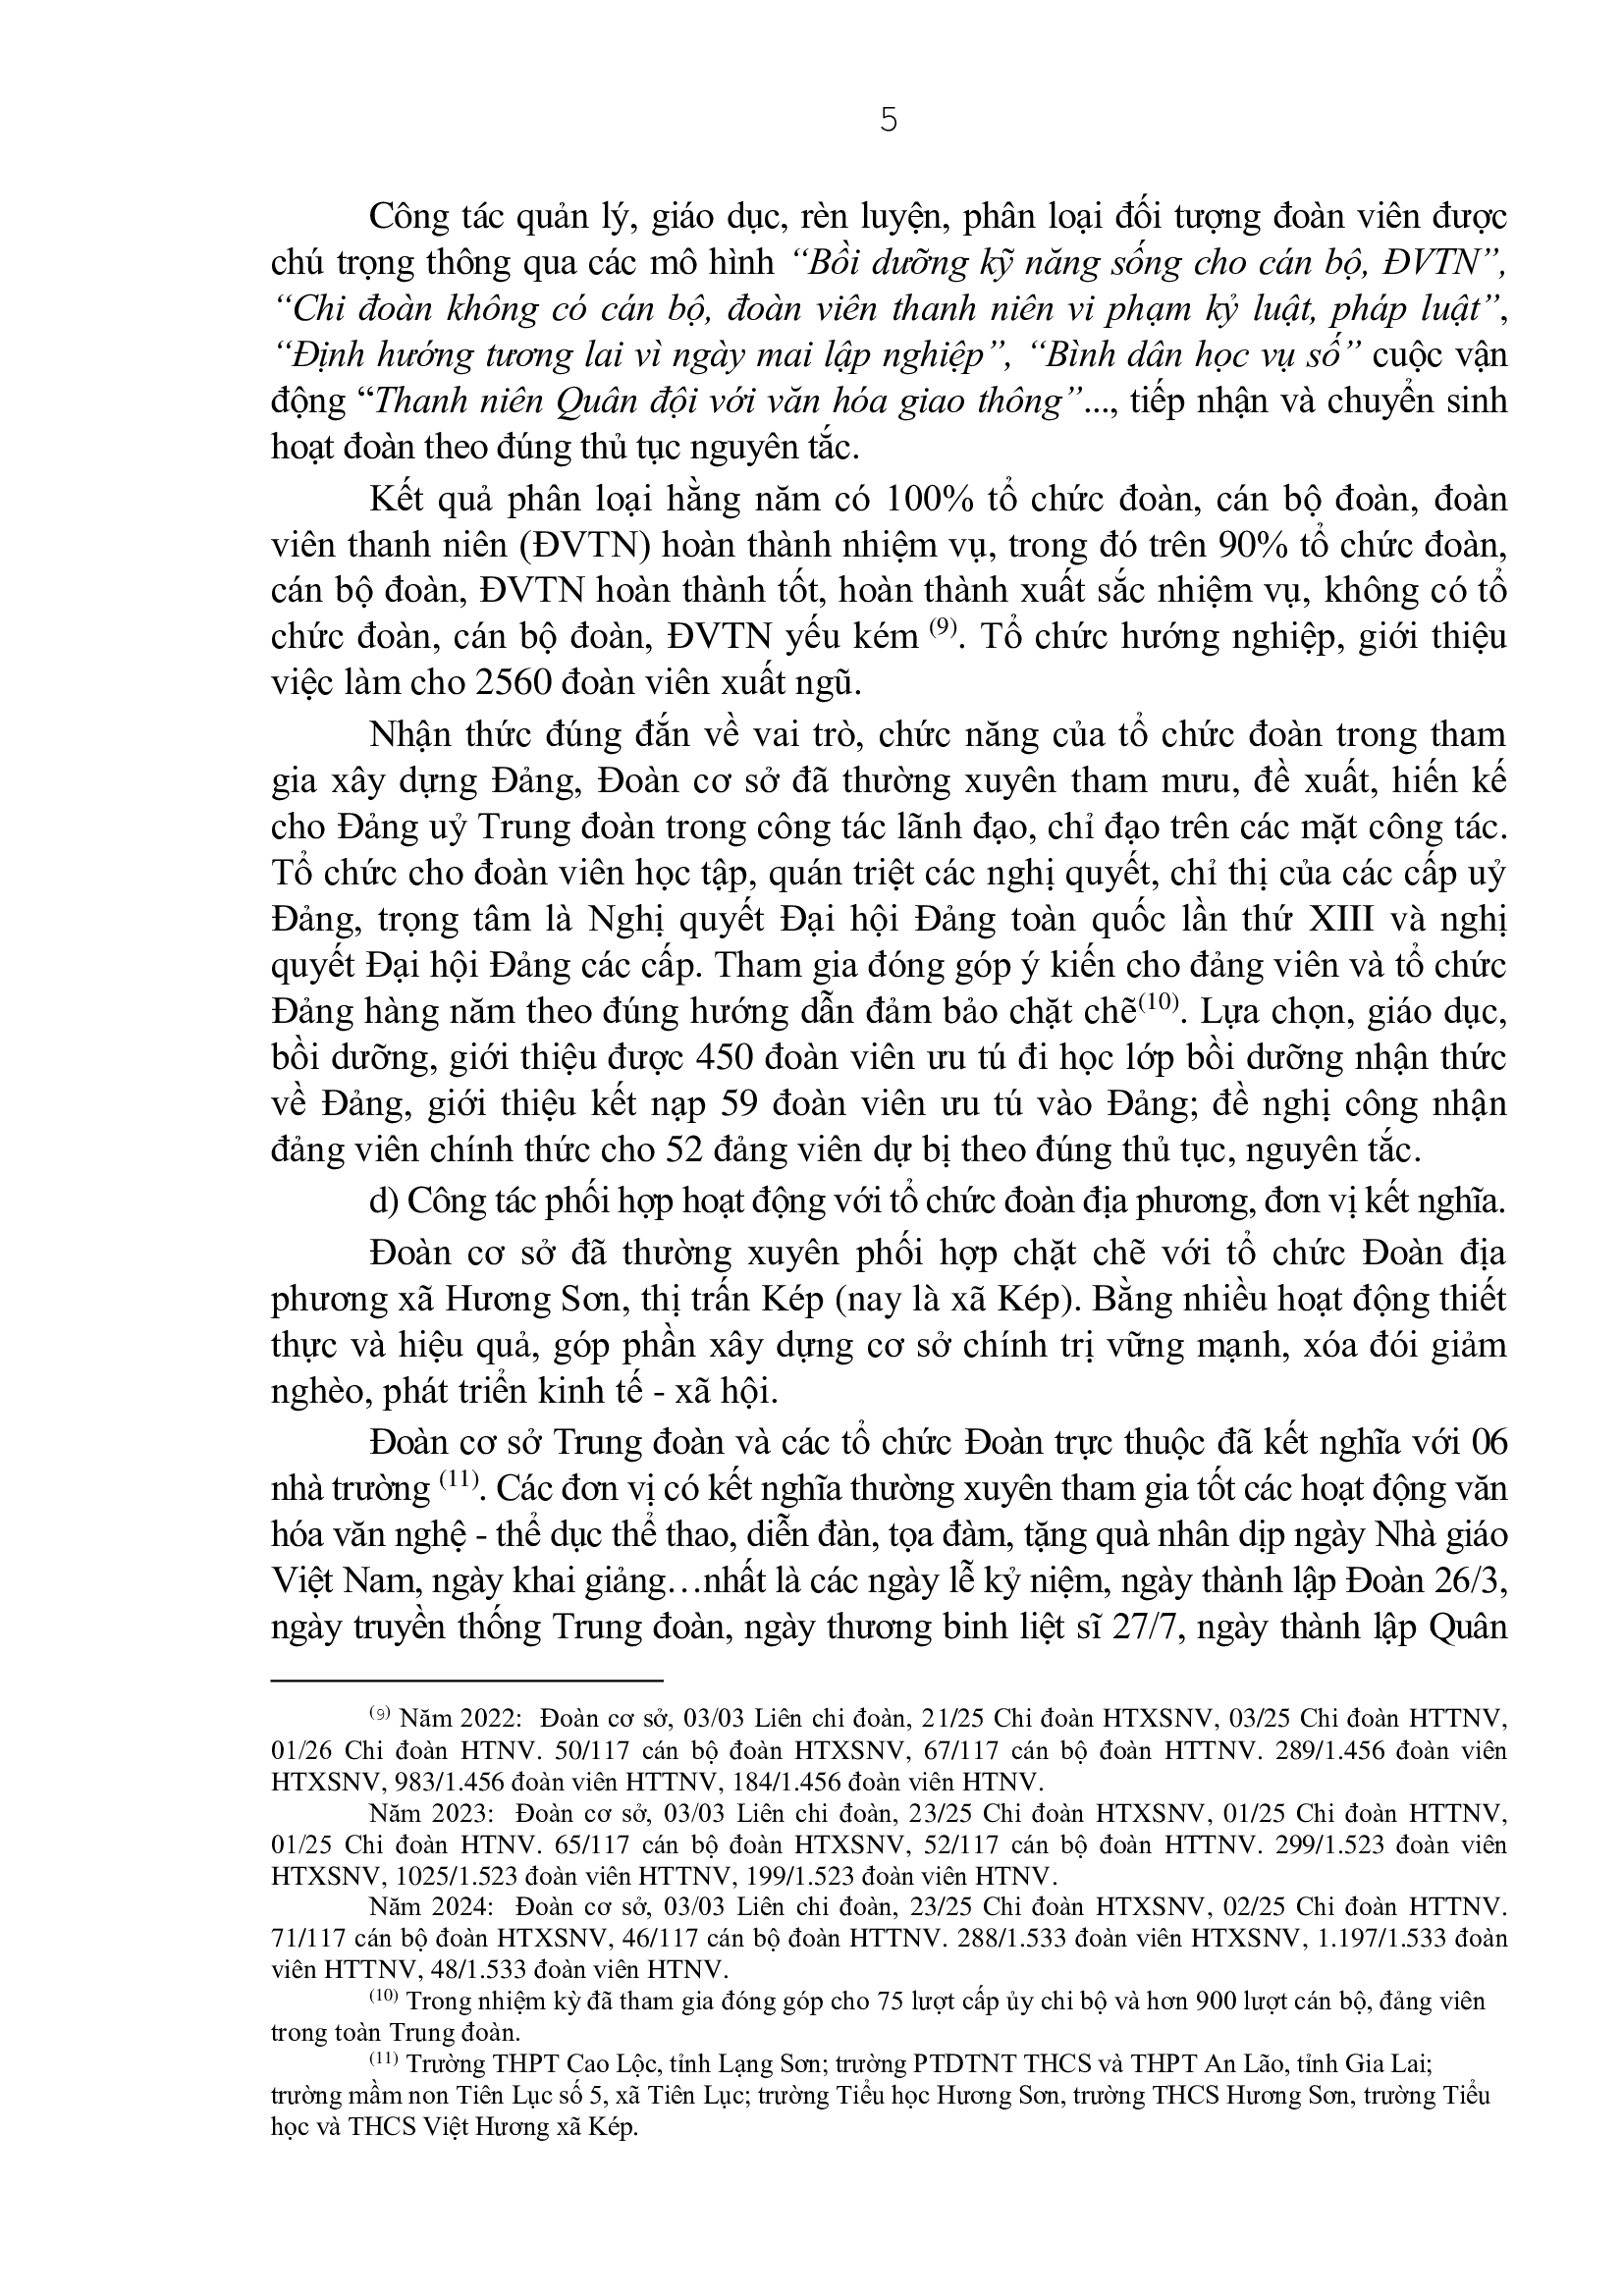 5
Công tác quản lý, giáo dục, rèn luyện, phân loại đối tượng đoàn viên được
chú trọng thông qua các mô hình “Bồi dưỡng kỹ năng sống cho cán bộ, ĐVTN”,
“Chi đoàn không có cán bộ, đoàn viên thanh niên vi phạm kỷ luật, pháp luật”,
“Định hướng tương lai vì ngày mai lập nghiệp”, “Bình dân học vụ số” cuộc vận
động “Thanh niên Quân đội với văn hóa giao thông”..., tiếp nhận và chuyển sinh
hoạt đoàn theo đúng thủ tục nguyên tắc.
Kết quả phân loại hằng năm có 100% tổ chức đoàn, cán bộ đoàn, đoàn
viên thanh niên (ĐVTN) hoàn thành nhiệm vụ, trong đó trên 90% tổ chức đoàn,
cán bộ đoàn, ĐVTN hoàn thành tốt, hoàn thành xuất sắc nhiệm vụ, không có tổ
chức đoàn, cán bộ đoàn, ĐVTN yếu kém (9). Tổ chức hướng nghiệp, giới thiệu
việc làm cho 2560 đoàn viên xuất ngũ.
Nhận thức đúng đắn về vai trò, chức năng của tổ chức đoàn trong tham
gia xây dựng Đảng, Đoàn cơ sở đã thường xuyên tham mưu, đề xuất, hiến kế
cho Đảng uỷ Trung đoàn trong công tác lãnh đạo, chỉ đạo trên các mặt công tác.
Tổ chức cho đoàn viên học tập, quán triệt các nghị quyết, chỉ thị của các cấp uỷ
Đảng, trọng tâm là Nghị quyết Đại hội Đảng toàn quốc lần thứ XIII và nghị
quyết Đại hội Đảng các cấp. Tham gia đóng góp ý kiến cho đảng viên và tổ chức
Đảng hàng năm theo đúng hướng dẫn đảm bảo chặt chẽ(10). Lựa chọn, giáo dục,
bồi dưỡng, giới thiệu được 450 đoàn viên ưu tú đi học lớp bồi dưỡng nhận thức
về Đảng, giới thiệu kết nạp 59 đoàn viên ưu tú vào Đảng; đề nghị công nhận
đảng viên chính thức cho 52 đảng viên dự bị theo đúng thủ tục, nguyên tắc.
d) Công tác phối hợp hoạt động với tổ chức đoàn địa phương, đơn vị kết nghĩa.
Đoàn cơ sở đã thường xuyên phối hợp chặt chẽ với tổ chức Đoàn địa
phương xã Hương Sơn, thị trấn Kép (nay là xã Kép). Bằng nhiều hoạt động thiết
thực và hiệu quả, góp phần xây dựng cơ sở chính trị vững mạnh, xóa đói giảm
nghèo, phát triển kinh tế - xã hội.
Đoàn cơ sở Trung đoàn và các tổ chức Đoàn trực thuộc đã kết nghĩa với 06
nhà trường (11). Các đơn vị có kết nghĩa thường xuyên tham gia tốt các hoạt động văn
hóa văn nghệ - thể dục thể thao, diễn đàn, tọa đàm, tặng quà nhân dịp ngày Nhà giáo
Việt Nam, ngày khai giảng…nhất là các ngày lễ kỷ niệm, ngày thành lập Đoàn 26/3,
ngày truyền thống Trung đoàn, ngày thương binh liệt sĩ 27/7, ngày thành lập Quân
(9) Năm 2022: Đoàn cơ sở, 03/03 Liên chi đoàn, 21/25 Chi đoàn HTXSNV, 03/25 Chi đoàn HTTNV,
01/26 Chi đoàn HTNV. 50/117 cán bộ đoàn HTXSNV, 67/117 cán bộ đoàn HTTNV. 289/1.456 đoàn viên
HTXSNV, 983/1.456 đoàn viên HTTNV, 184/1.456 đoàn viên HTNV.
Năm 2023: Đoàn cơ sở, 03/03 Liên chi đoàn, 23/25 Chi đoàn HTXSNV, 01/25 Chi đoàn HTTNV,
01/25 Chi đoàn HTNV. 65/117 cán bộ đoàn HTXSNV, 52/117 cán bộ đoàn HTTNV. 299/1.523 đoàn viên
HTXSNV, 1025/1.523 đoàn viên HTTNV, 199/1.523 đoàn viên HTNV.
Năm 2024: Đoàn cơ sở, 03/03 Liên chi đoàn, 23/25 Chi đoàn HTXSNV, 02/25 Chi đoàn HTTNV.
71/117 cán bộ đoàn HTXSNV, 46/117 cán bộ đoàn HTTNV. 288/1.533 đoàn viên HTXSNV, 1.197/1.533 đoàn
viên HTTNV, 48/1.533 đoàn viên HTNV.
(10) Trong nhiệm kỳ đã tham gia đóng góp cho 75 lượt cấp ủy chi bộ và hơn 900 lượt cán bộ, đảng viên
trong toàn Trung đoàn.
(11) Trường THPT Cao Lộc, tỉnh Lạng Sơn; trường PTDTNT THCS và THPT An Lão, tỉnh Gia Lai;
trường mầm non Tiên Lục số 5, xã Tiên Lục; trường Tiểu học Hương Sơn, trường THCS Hương Sơn, trường Tiểu
học và THCS Việt Hương xã Kép.